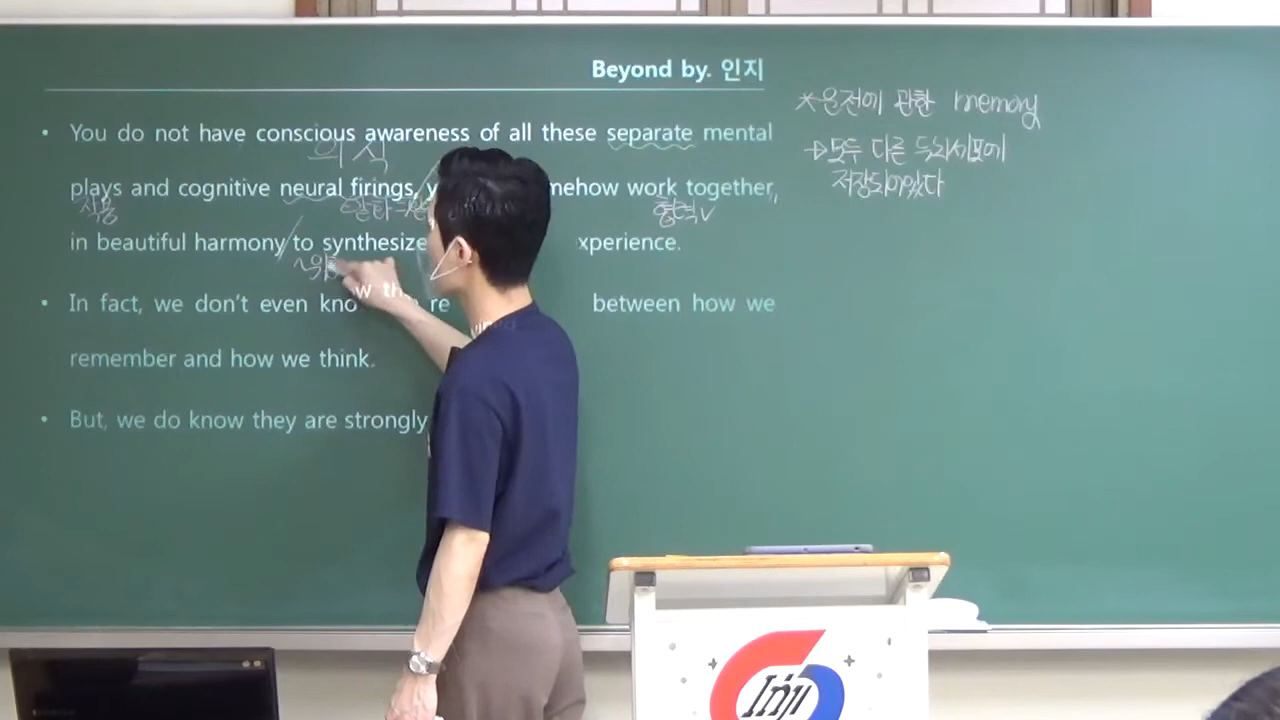 Beyond by. 인지
• You do not have conscious awareness of all these separate mental
의식
plays and cognitive neural firings, mehow work together,
작용
협력
in beautiful harmony to synthesize xperience.
• In fact, we don't even kno w th re between how we
remember and how we think.
• But, we do know they are strongly
*운전에 관한 memory
→모두 다른 뇌세포에
저장되어있다
Inji